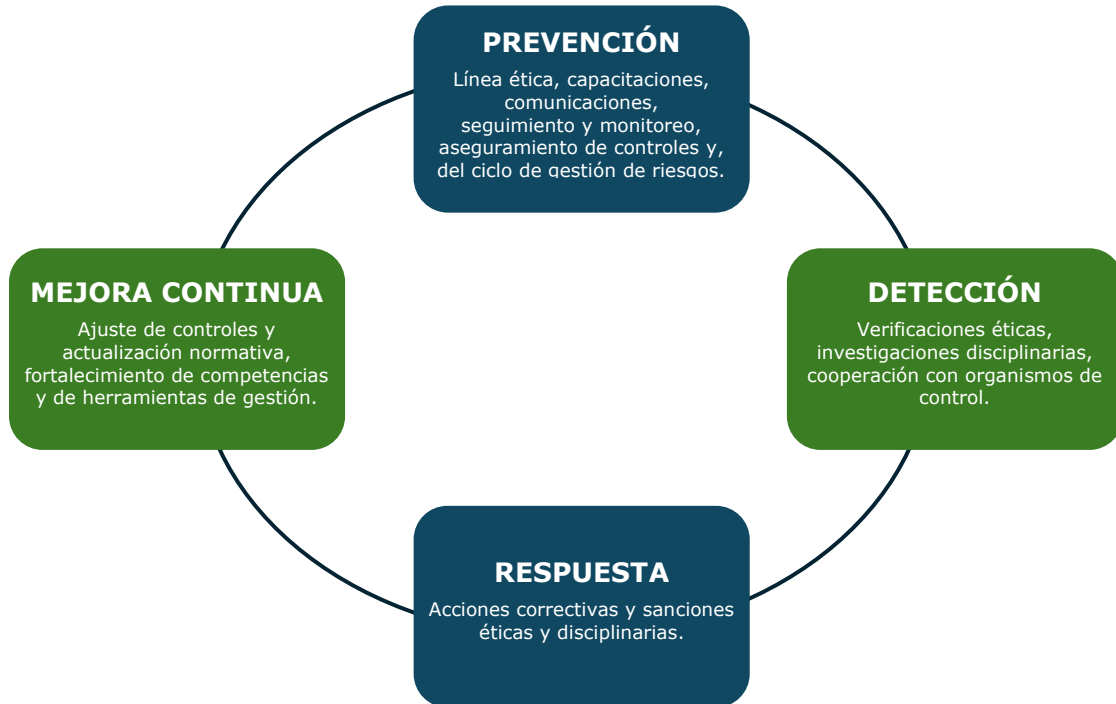 PREVENCIÓN
Línea ética, capacitaciones,
comunicaciones,
seguimiento y monitoreo,
aseguramiento de controles y,
del ciclo de gestión de riesgos.
MEJORA CONTINUA
Ajuste de controles y
actualización normativa,
fortalecimiento de competencias
y de herramientas de gestión.
DETECCIÓN
Verificaciones éticas,
investigaciones disciplinarias,
cooperación con organismos de
control.
RESPUESTA
Acciones correctivas y sanciones
éticas y disciplinarias.